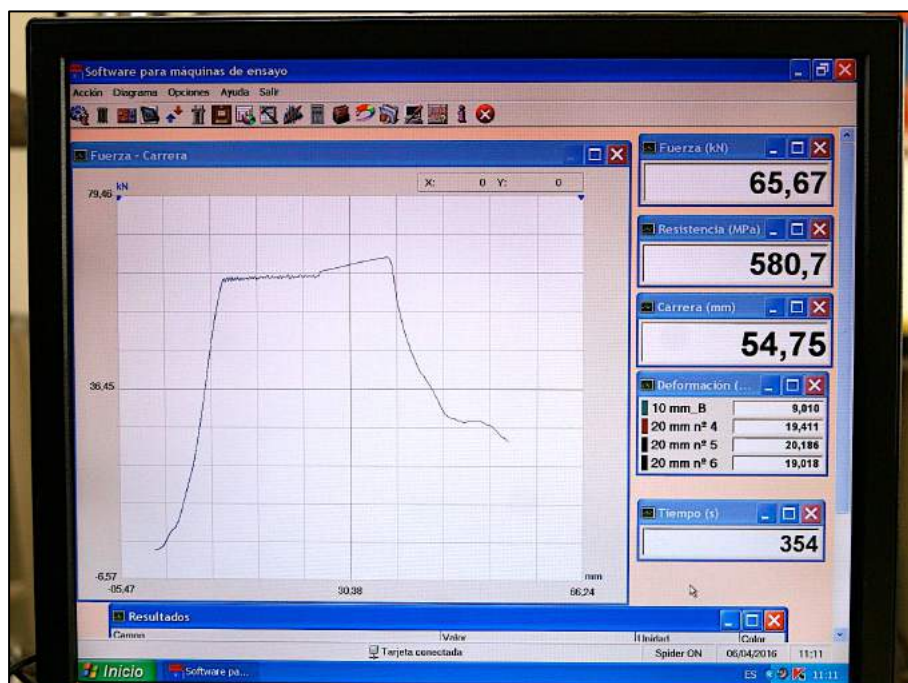 Software para máquinas de ensayo
Acción Diagrama Opciones Ayuda Salir
Fuerza - Carrera
X: 0 Y: 0
79,46 kN
36,45
-6,57
mm
-05,47 30,38 66,24
Fuerza (kN)
65,67
Resistencia (MPa)
580,7
Carrera (mm)
54,75
Deformación (...
10 mm_B 9,010
20 mm nº 4 19,411
20 mm nº 5 20,186
20 mm nº 6 19,018
Tiempo (s)
354
Resultados
Campo Valor Unidad Color
Tarjeta conectada Spider ON 06/04/2016 11:11
Inicio Software pa... ES 11:11